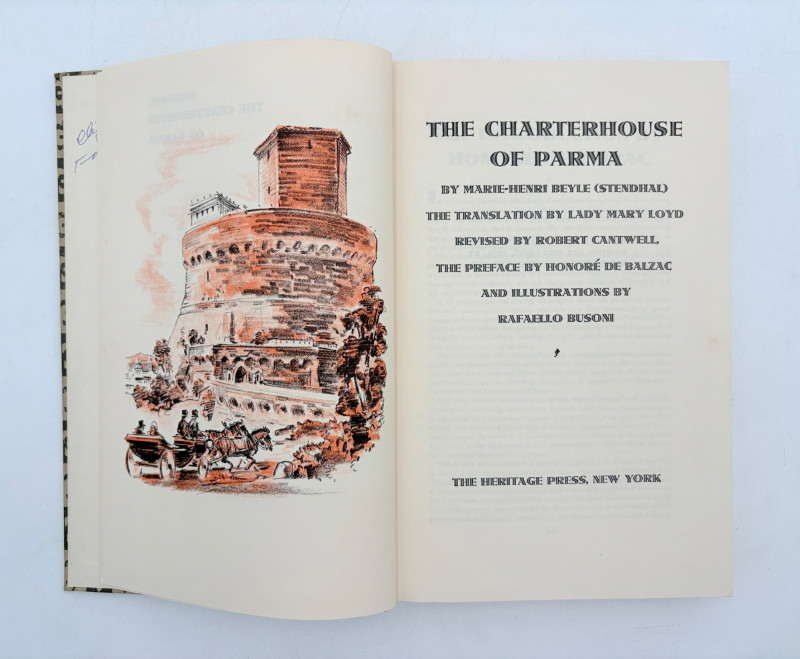 THE CHARTERHOUSE
OF PARMA
BY MARIE-HENRI BEYLE (STENDHAL)
THE TRANSLATION BY LADY MARY LOYD
REVISED BY ROBERT CANTWELL,
THE PREFACE BY HONORÉ DE BALZAC
AND ILLUSTRATIONS BY
RAFAELLO BUSONI
THE HERITAGE PRESS, NEW YORK